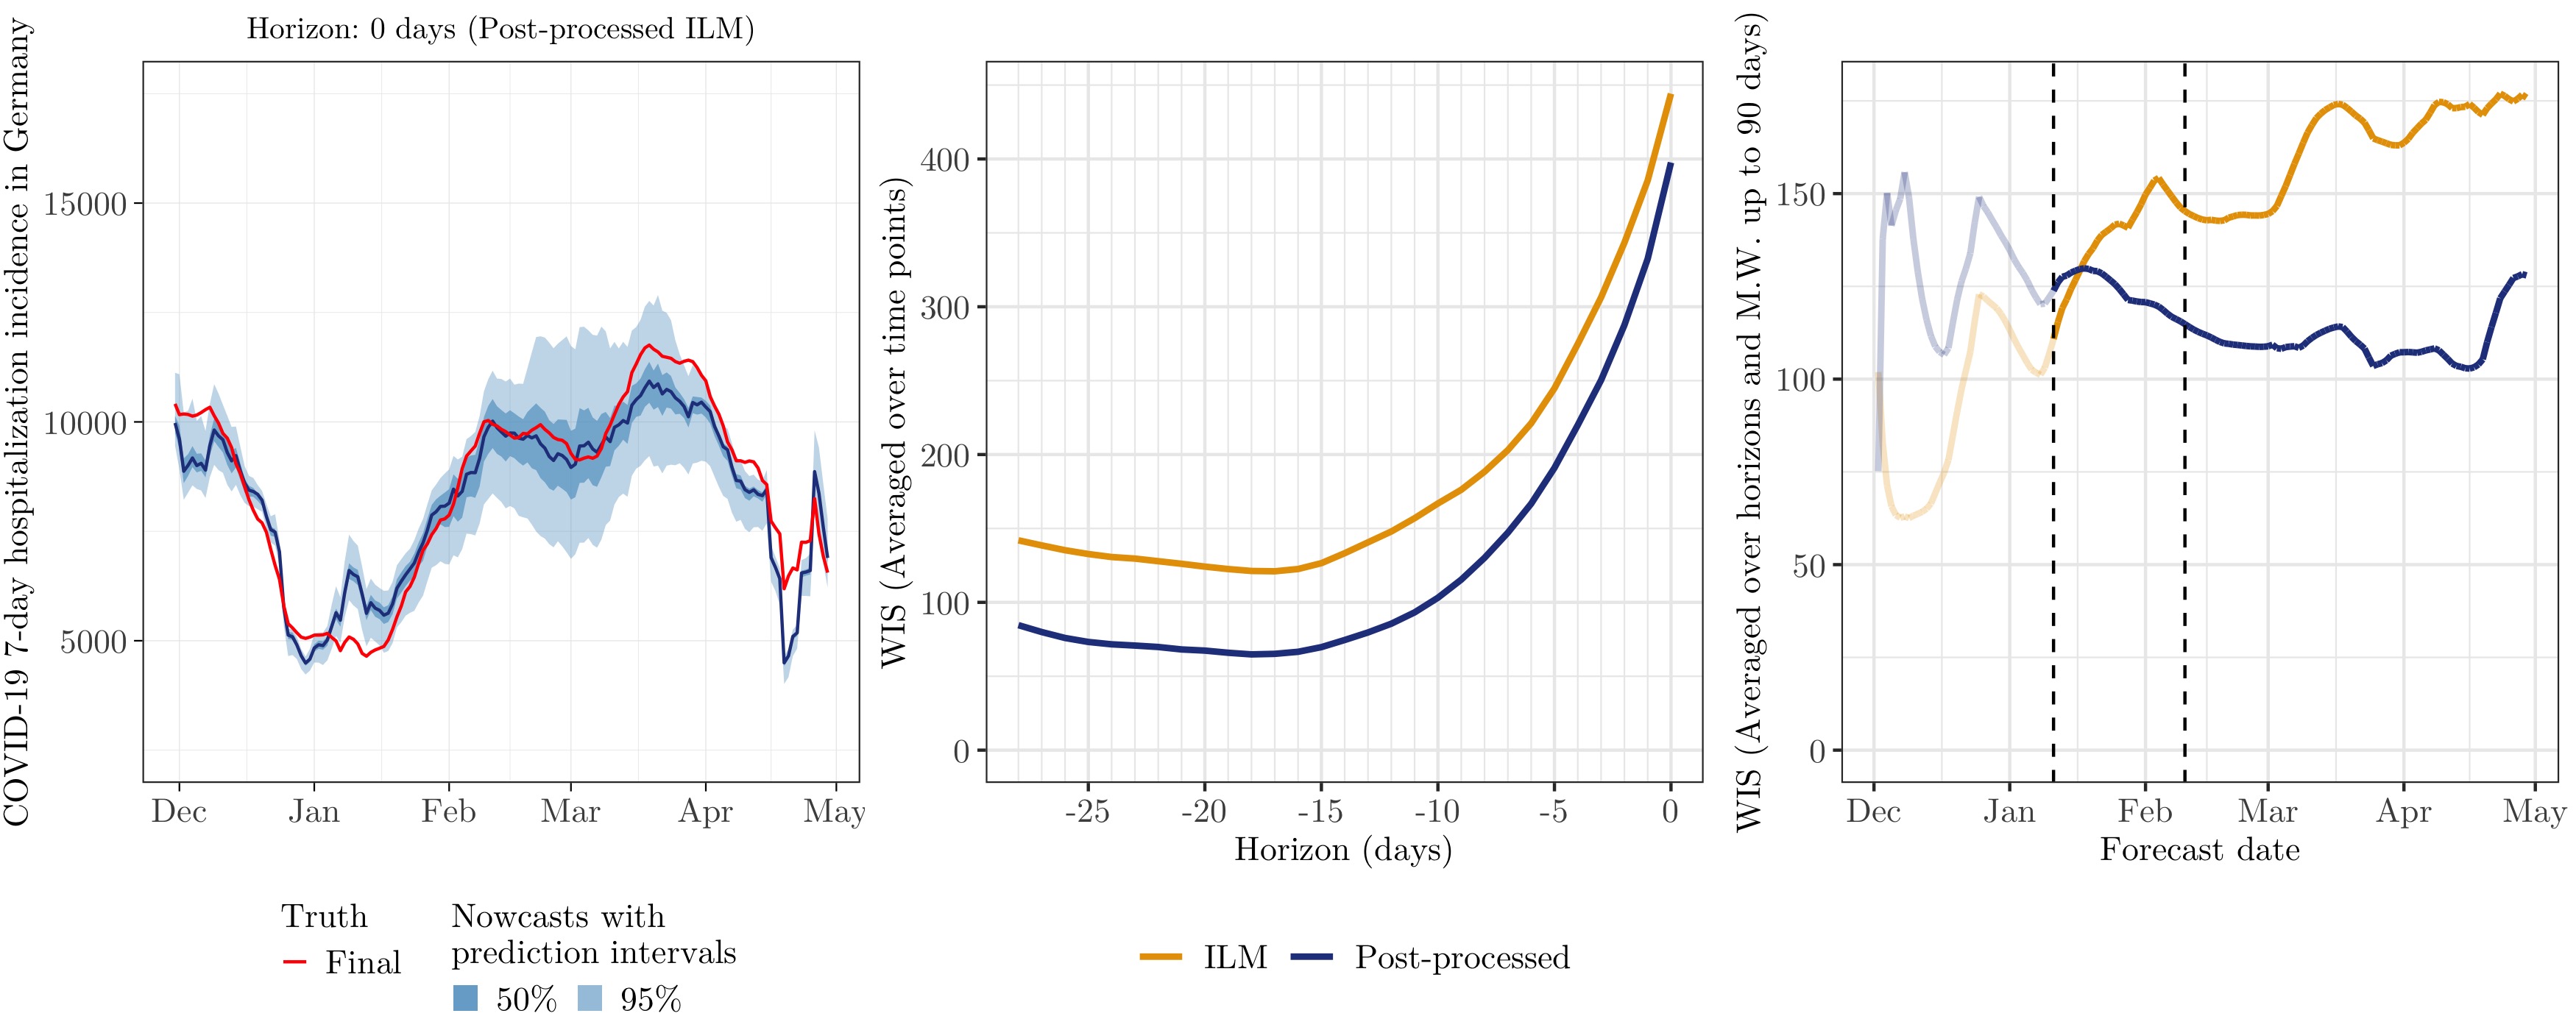 Horizon: 0 days (Post-processed ILM)
COVID-19 7-day hospitalization incidence in Germany
15000
10000
5000
Dec Jan Feb Mar Apr May
Truth
Final
Nowcasts with
prediction intervals
50% 95%
WIS (Averaged over time points)
400
300
200
100
0
-25 -20 -15 -10 -5 0
Horizon (days)
ILM Post-processed
WIS (Averaged over horizons and M.W. up to 90 days)
150
100
50
0
Dec Jan Feb Mar Apr May
Forecast date